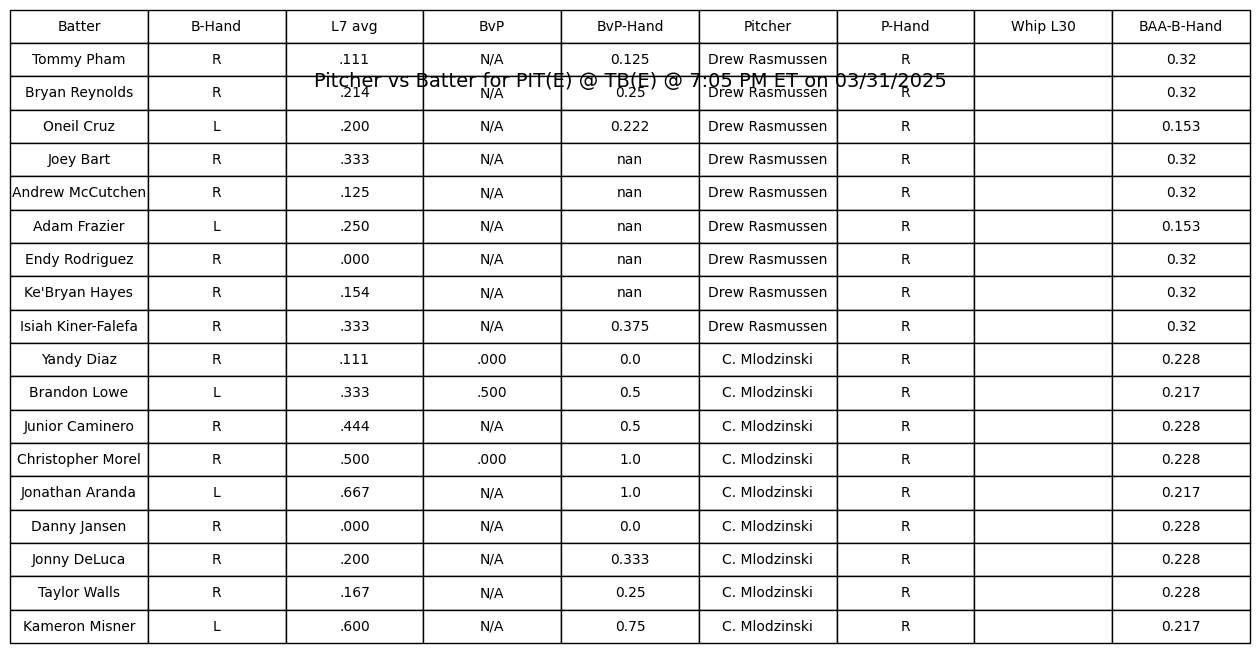 Batter B-Hand L7 avg BvP BvP-Hand Pitcher P-Hand Whip L30 BAA-B-Hand
Tommy Pham R .111 N/A 0.125 Drew Rasmussen R 0.32
Pitcher vs Batter for PIT(E) @ TB(E) @ 7:05 PM ET on 03/31/2025
Bryan Reynolds R .214 N/A 0.25 Drew Rasmussen R 0.32
Oneil Cruz L .200 N/A 0.222 Drew Rasmussen R 0.153
Joey Bart R .333 N/A nan Drew Rasmussen R 0.32
Andrew McCutchen R .125 N/A nan Drew Rasmussen R 0.32
Adam Frazier L .250 N/A nan Drew Rasmussen R 0.153
Endy Rodriguez R .000 N/A nan Drew Rasmussen R 0.32
Ke'Bryan Hayes R .154 N/A nan Drew Rasmussen R 0.32
Isiah Kiner-Falefa R .333 N/A 0.375 Drew Rasmussen R 0.32
Yandy Diaz R .111 .000 0.0 C. Mlodzinski R 0.228
Brandon Lowe L .333 .500 0.5 C. Mlodzinski R 0.217
Junior Caminero R .444 N/A 0.5 C. Mlodzinski R 0.228
Christopher Morel R .500 .000 1.0 C. Mlodzinski R 0.228
Jonathan Aranda L .667 N/A 1.0 C. Mlodzinski R 0.217
Danny Jansen R .000 N/A 0.0 C. Mlodzinski R 0.228
Jonny DeLuca R .200 N/A 0.333 C. Mlodzinski R 0.228
Taylor Walls R .167 N/A 0.25 C. Mlodzinski R 0.228
Kameron Misner L .600 N/A 0.75 C. Mlodzinski R 0.217